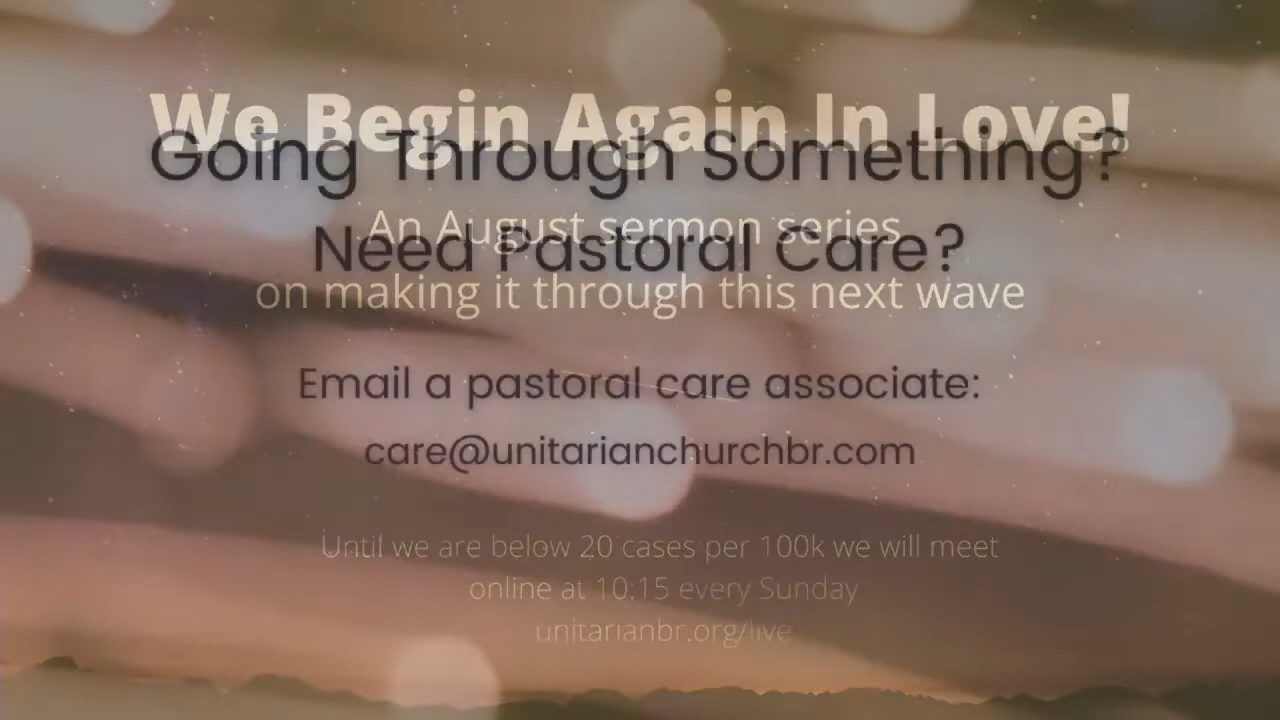 We Begin Again In Love!
Going Through Something?
An August sermon series
Need Pastoral Care?
on making it through this next wave
Email a pastoral care associate:
care@unitarianchurchbr.com
Until we are below 20 cases per 100k we will meet
online at 10:15 every Sunday
unitarianbr.org/live